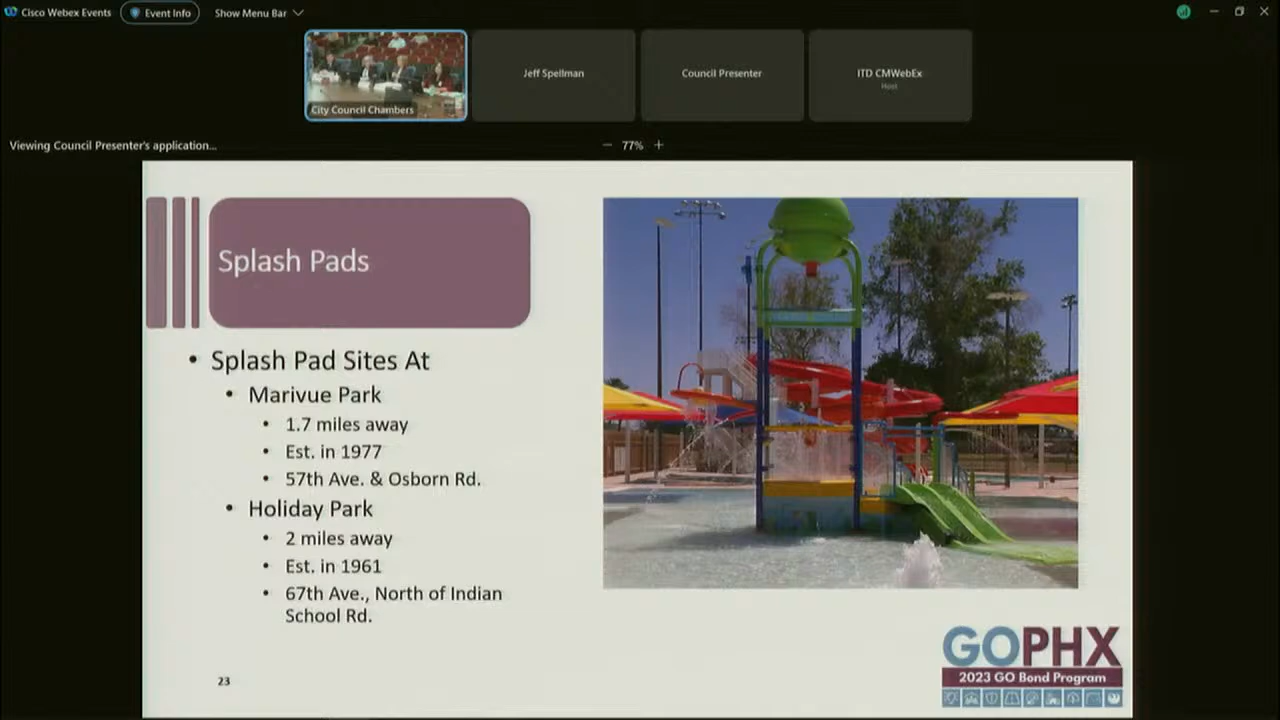 Cisco Webex Events
Event Info
Show Menu Bar
City Council Chambers
Jeff Spellman
Council Presenter
ITD CMWebEx
Host
Viewing Council Presenter's application...
77%
Splash Pads
• Splash Pad Sites At
• Marivue Park
• 1.7 miles away
• Est. in 1977
• 57th Ave. & Osborn Rd.
• Holiday Park
• 2 miles away
• Est. in 1961
• 67th Ave., North of Indian
School Rd.
23
GOPHX
2023 GO Bond Program